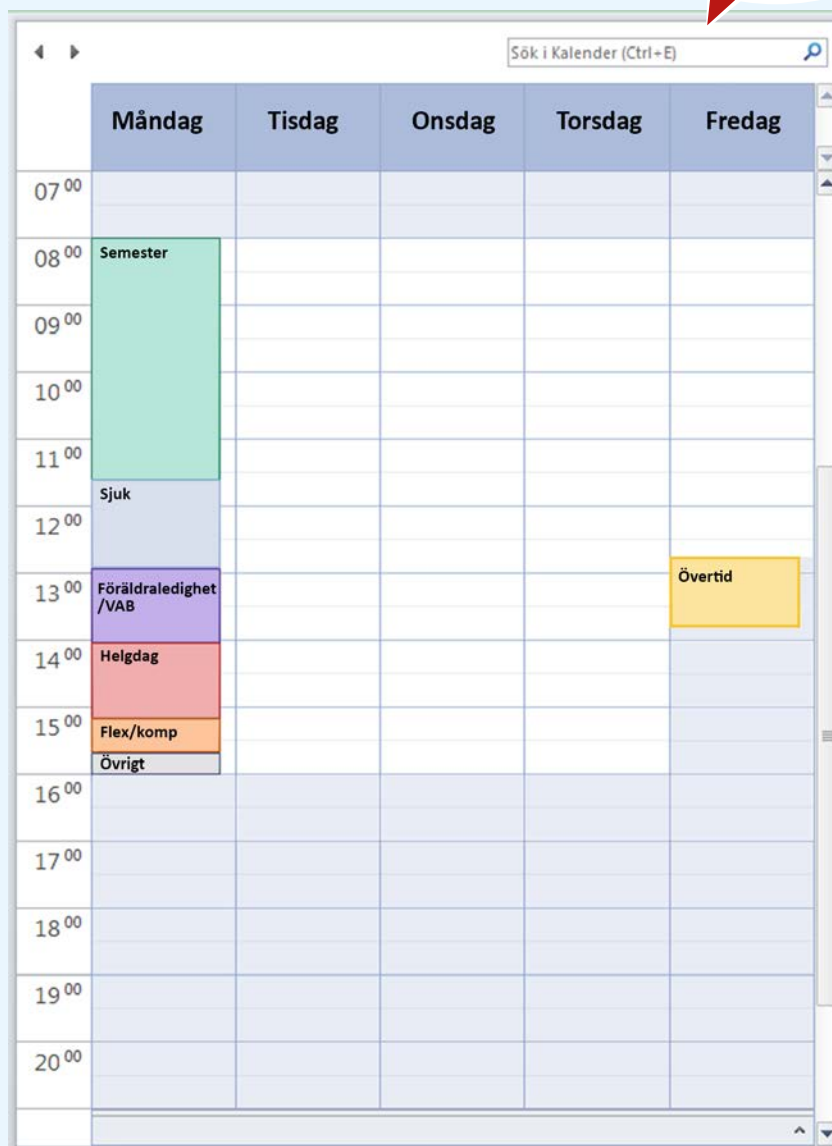 Sök i Kalender (Ctrl+E)
Måndag Tisdag Onsdag Torsdag Fredag
07 00
08 00 Semester
09 00
10 00
11 00
Sjuk
12 00
13 00 Föräldraledighet Övertid
/VAB
14 00 Helgdag
15 00 Flex/komp
Övrigt
16 00
17 00
18 00
19 00
20 00